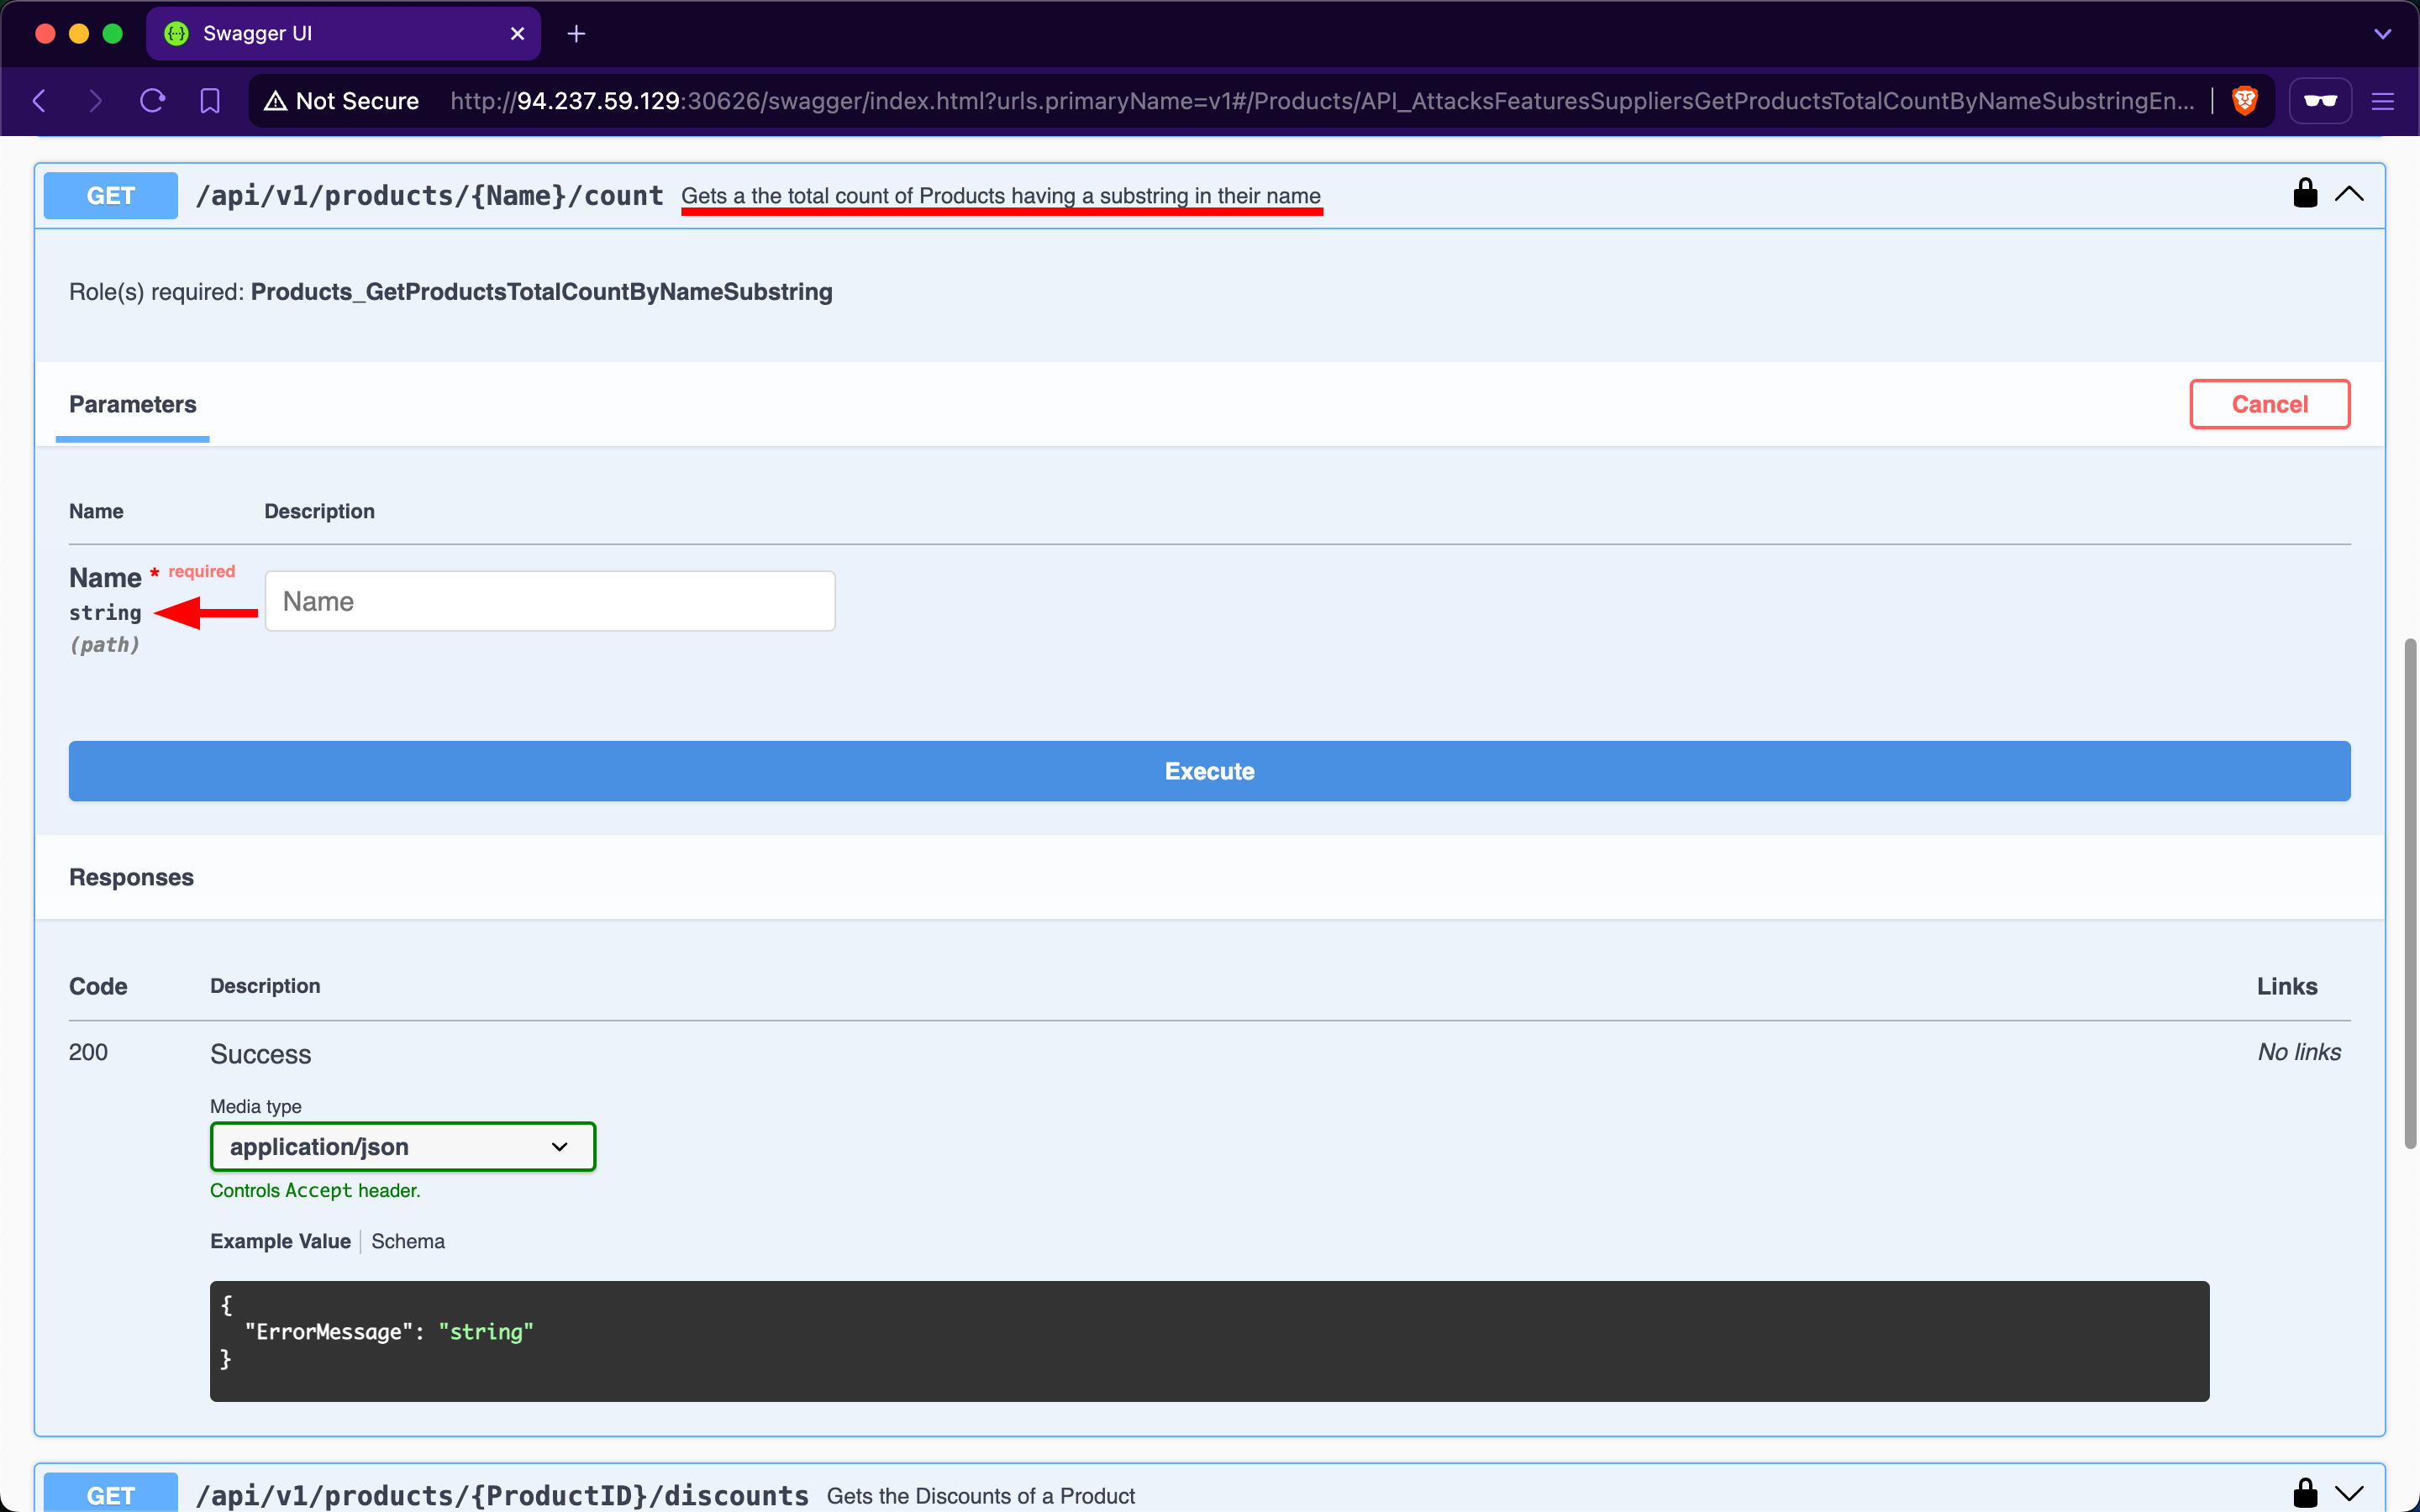 Swagger UI
Not Secure http://94.237.59.129:30626/swagger/index.html?urls.primaryName=v1#/Products/API_AttacksFeaturesSuppliersGetProductsTotalCountByNameSubstringEn...
GET /api/v1/products/{Name}/count Gets a the total count of Products having a substring in their name
Role(s) required: Products_GetProductsTotalCountByNameSubstring
Parameters Cancel
Name Description
Name * required
string
(path)
Name
Execute
Responses
Code Description Links
200 Success No links
Media type
application/json
Controls Accept header.
Example Value | Schema
{
"ErrorMessage": "string"
}
GET /api/v1/products/{ProductID}/discounts Gets the Discounts of a Product